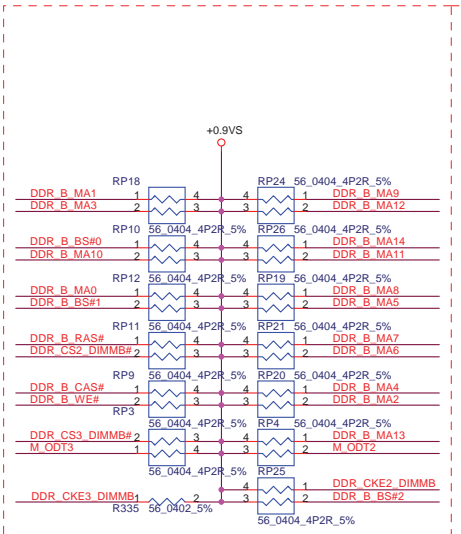 +0.9VS
RP18 RP24 56_0404_4P2R_5%
DDR_B_MA1 1 4 4 1 DDR_B_MA9
DDR_B_MA3 2 3 3 2 DDR_B_MA12
RP10 56_0404_4P2R_5% RP26 56_0404_4P2R_5%
DDR_B_BS#0 1 4 4 1 DDR_B_MA14
DDR_B_MA10 2 3 3 2 DDR_B_MA11
RP12 56_0404_4P2R_5% RP19 56_0404_4P2R_5%
DDR_B_MA0 1 4 4 1 DDR_B_MA8
DDR_B_BS#1 2 3 3 2 DDR_B_MA5
RP11 56_0404_4P2R_5% RP21 56_0404_4P2R_5%
DDR_B_RAS# 1 4 4 1 DDR_B_MA7
DDR_CS2_DIMMB# 2 3 3 2 DDR_B_MA6
RP9 56_0404_4P2R_5% RP20 56_0404_4P2R_5%
DDR_B_CAS# 1 4 4 1 DDR_B_MA4
DDR_B_WE# 2 3 3 2 DDR_B_MA2
RP3 56_0404_4P2R_5% RP4 56_0404_4P2R_5%
DDR_CS3_DIMMB# 2 3 4 1 DDR_B_MA13
M_ODT3 1 4 3 2 M_ODT2
56_0404_4P2R_5% RP25
4 1 DDR_CKE2_DIMMB
DDR_CKE3_DIMMB 1 2 3 2 DDR_B_BS#2
R335 56_0402_5% 56_0404_4P2R_5%